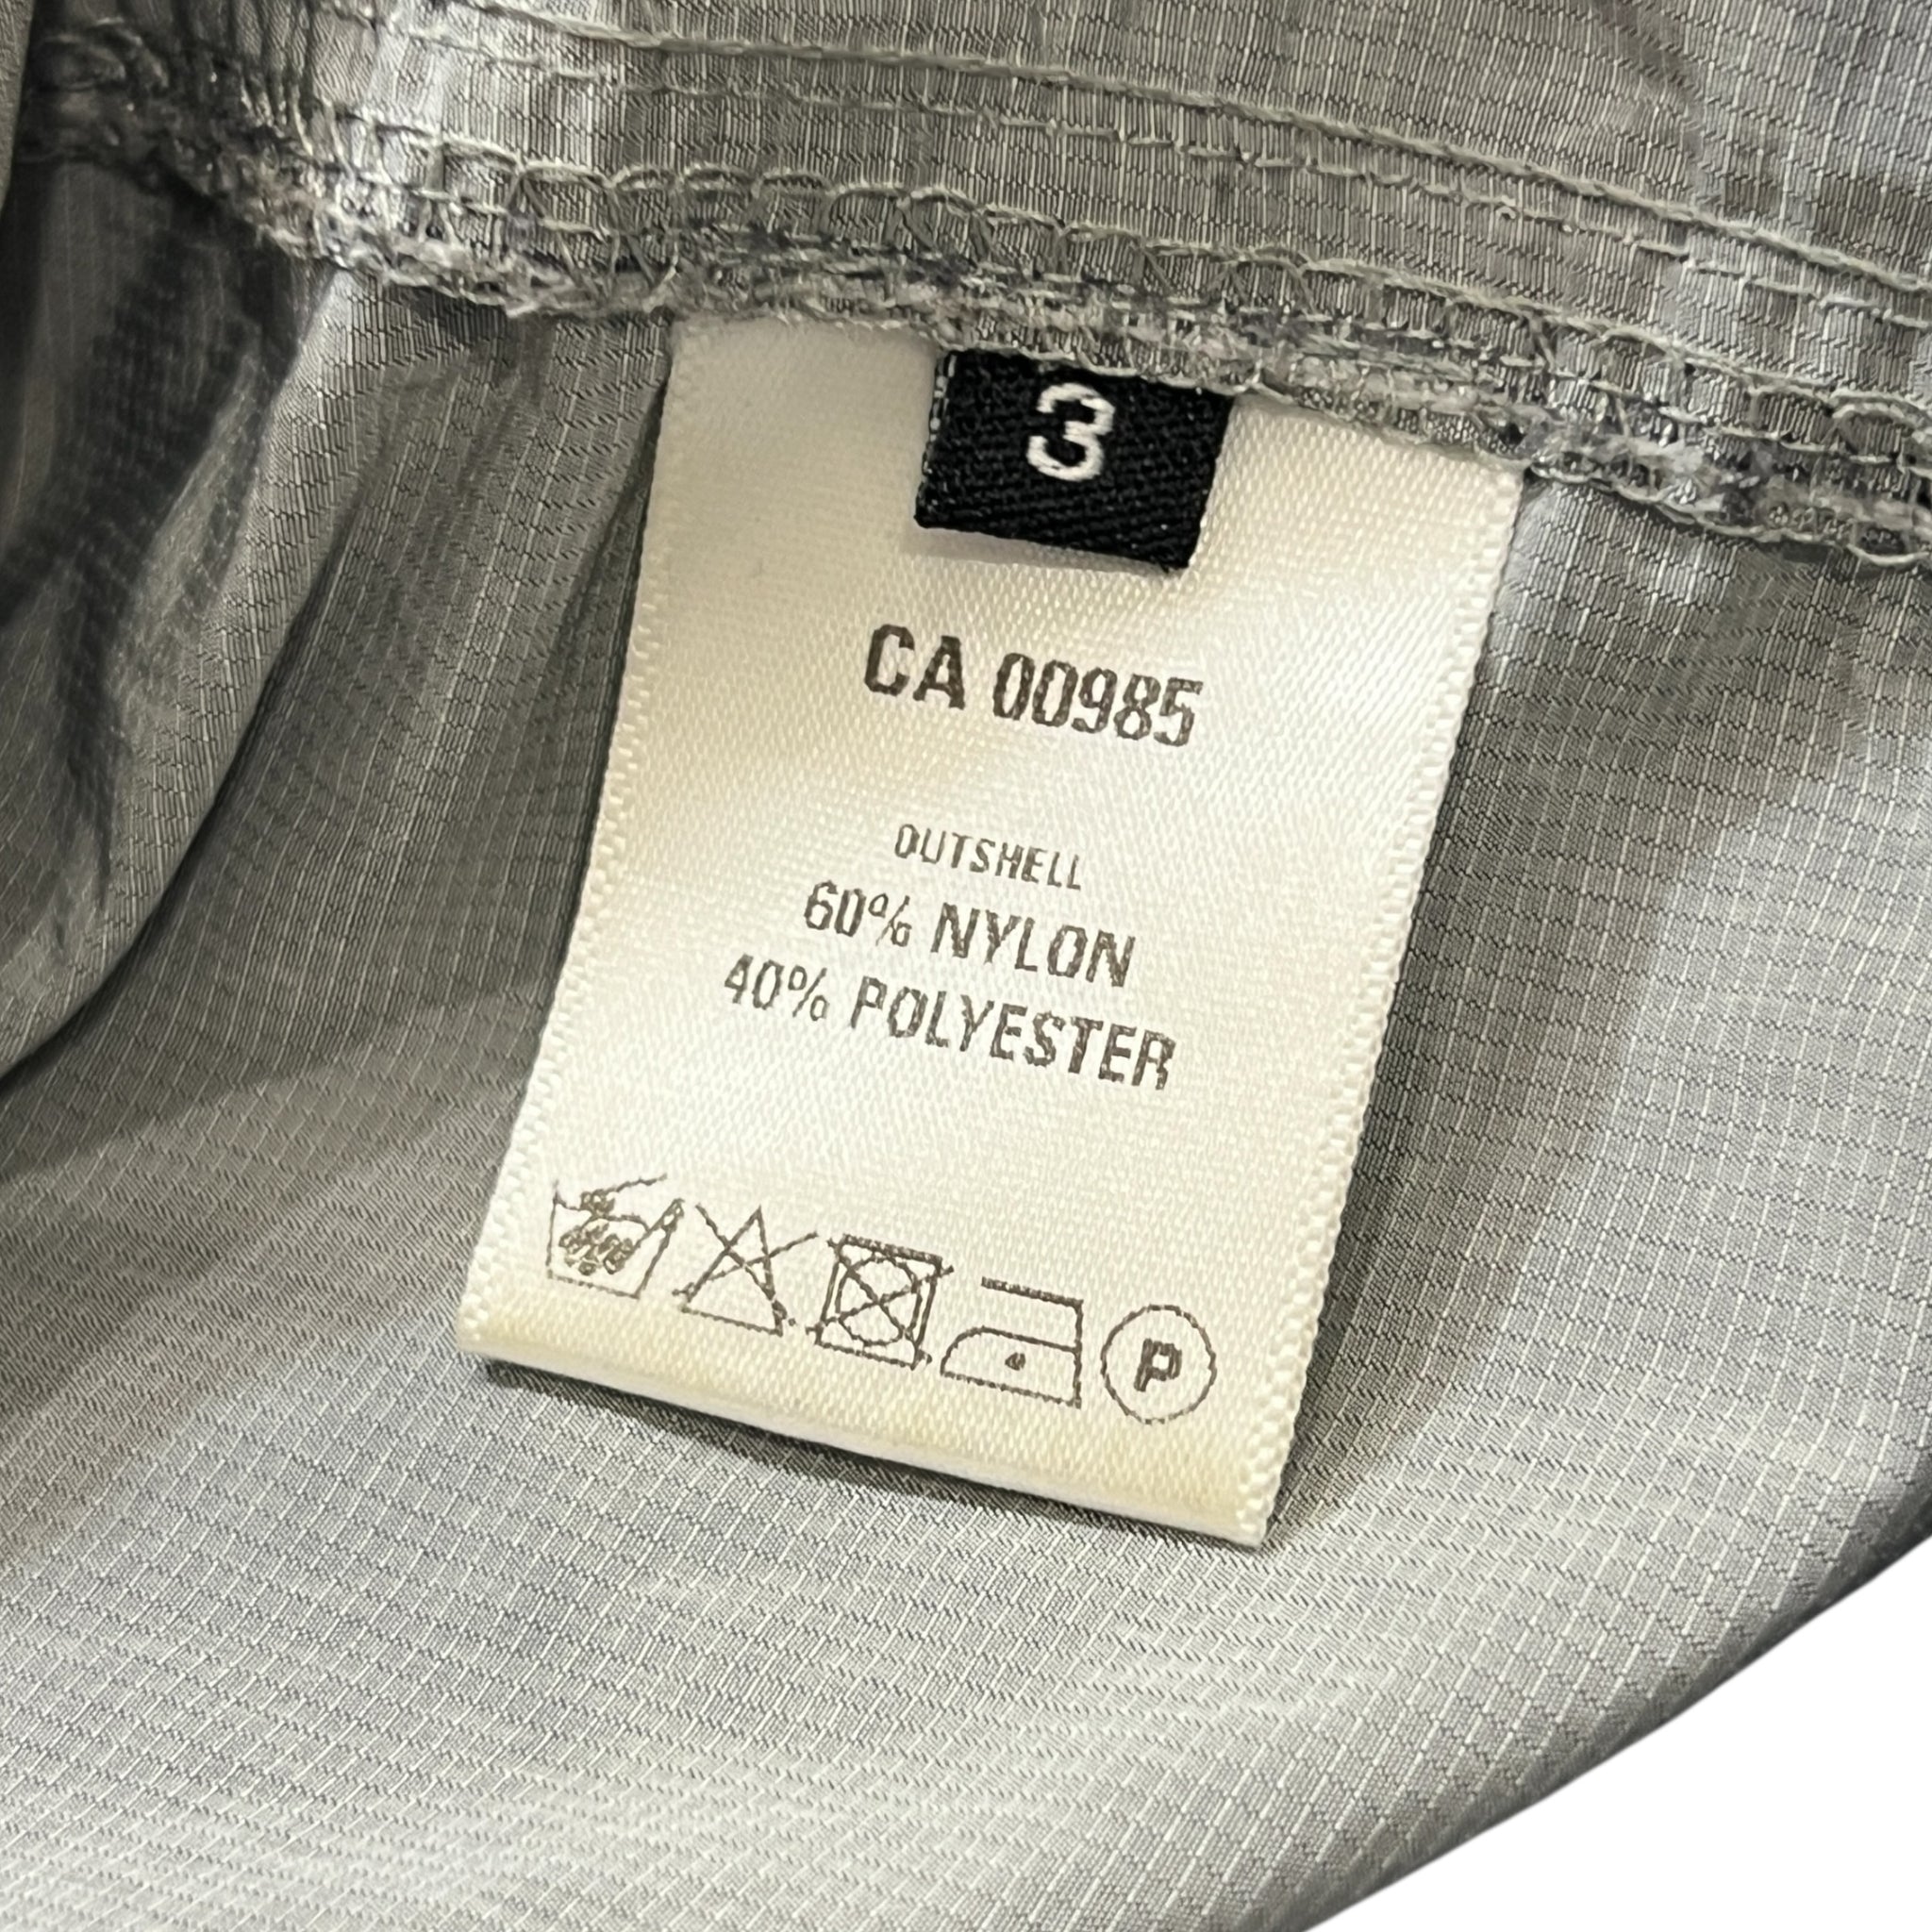 3
CA 00985
OUTSHELL
60% NYLON
40% POLYESTER
P